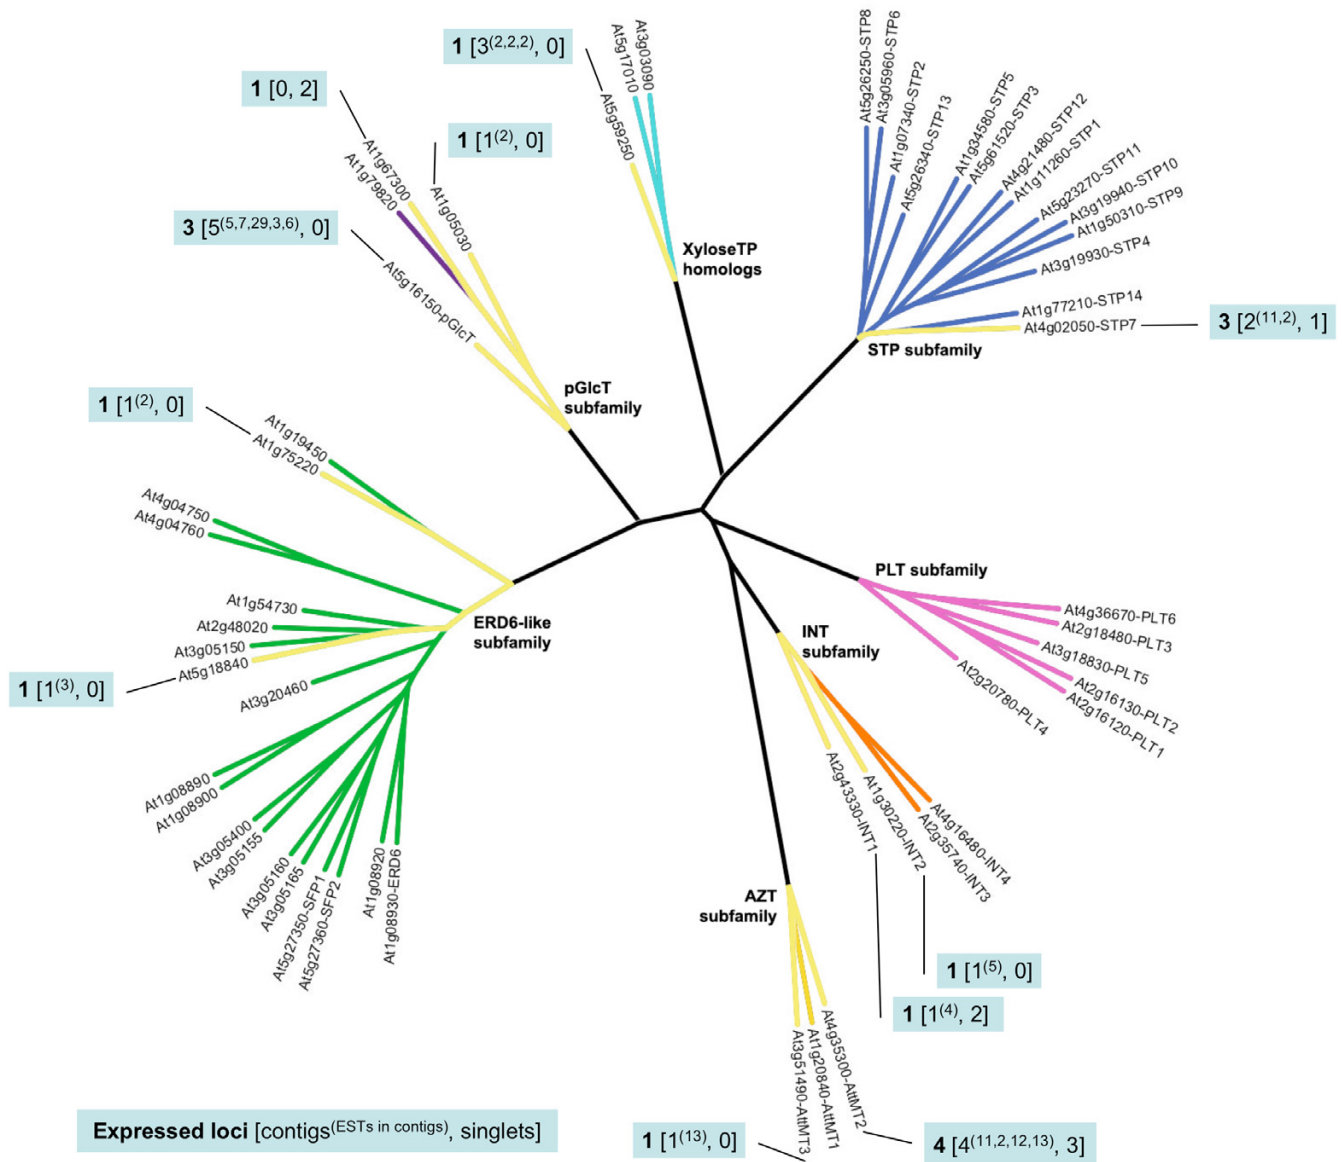 1 [3(2,2,2), 0]
At3g03090
At5g17010
At5g59250
XyloseTP
homologs
1 [0, 2]
1 [1(2), 0]
At1g67300
At1g79820
At1g05030
3 [5(5,7,29,3,6), 0]
At5g16150-pGlcT
pGlcT
subfamily
At5g26250-STP8
At3g05960-STP6
At1g07340-STP2
At5g26340-STP13
At1g34580-STP5
At5g61520-STP3
At4g21480-STP12
At1g11260-STP1
At5g23270-STP11
At3g19940-STP10
At1g50310-STP9
At3g19930-STP4
At1g77210-STP14
At4g02050-STP7
3 [2(11,2), 1]
STP subfamily
1 [1(2), 0]
At1g19450
At1g75220
At4g04750
At4g04760
At1g54730
At2g48020
At3g05150
At5g18840
1 [1(3), 0]
ERD6-like
subfamily
At3g20460
At1g08890
At1g08900
At3g05400
At3g05155
At3g05160
At3g05165
At5g27350-SFP1
At5g27360-SFP2
At1g08920
At1g08930-ERD6
PLT subfamily
At4g36670-PLT6
At2g18480-PLT3
At3g18830-PLT5
At2g16130-PLT2
At2g16120-PLT1
At2g20780-PLT4
INT
subfamily
At2g43330-INT1
At1g30220-INT2
At4g16480-INT4
At2g35740-INT3
1 [1(5), 0]
1 [1(4), 2]
AZT
subfamily
At4g35300-AttMT2
At1g20840-AttMT1
At3g51490-AttMT3
1 [1(13), 0]
4 [4(11,2,12,13), 3]
Expressed loci [contigs(ESTs in contigs), singlets]